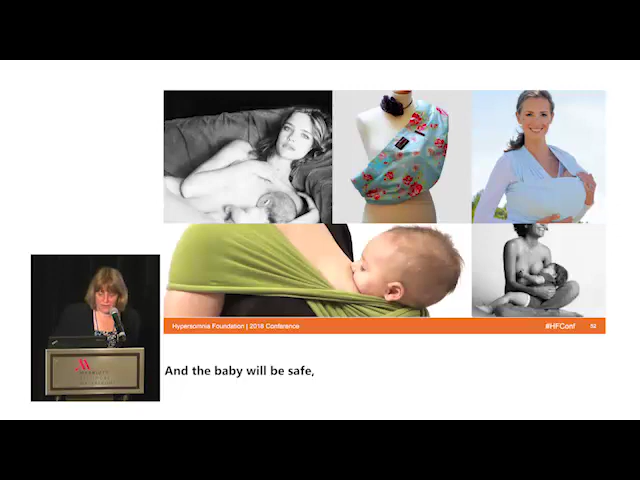 Hypersomnia Foundation | 2018 Conference
#HFConf
52
And the baby will be safe,